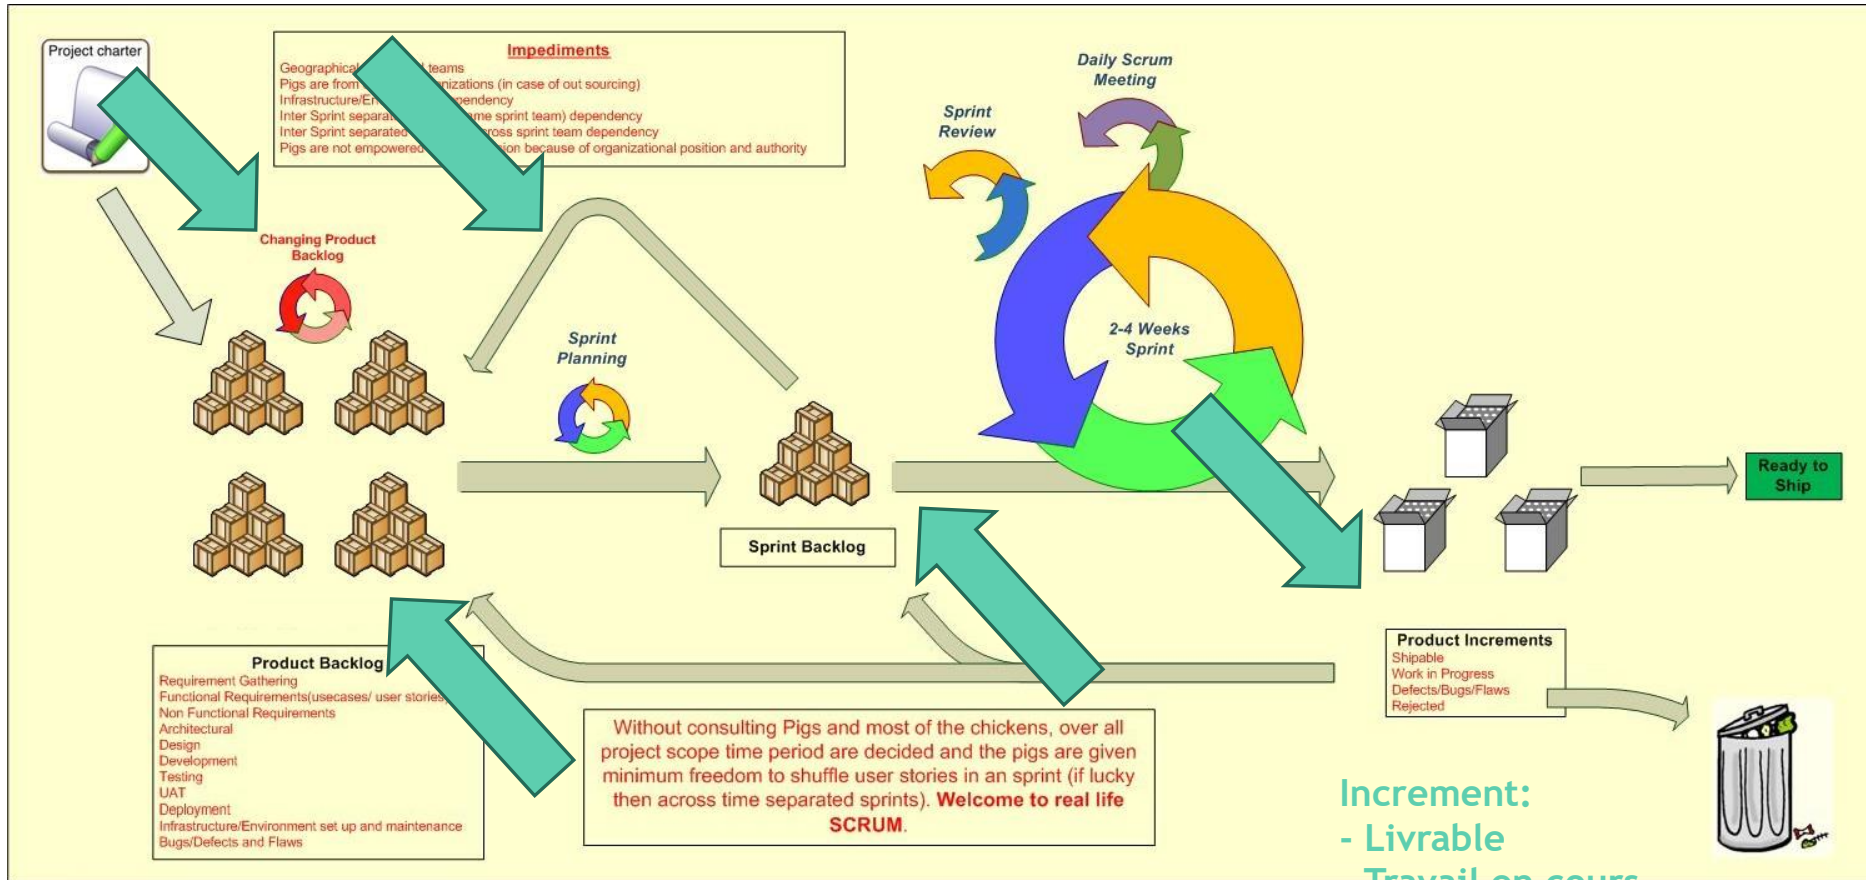 Project charter
Impediments
Geographical teams
Pigs are from (in case of out sourcing)
Infrastructure/
Inter Sprint sprint team) dependency
Inter Sprint separated sprint team dependency
Pigs are not empowered because of organizational position and authority
Changing Product
Backlog
Sprint
Planning
Sprint
Review
Daily Scrum
Meeting
2-4 Weeks
Sprint
Ready to
Ship
Sprint Backlog
Product Backlog
Requirement Gathering
Functional Requirements(usecases/ user stories
Non Functional Requirements
Architectural
Design
Development
Testing
UAT
Deployment
Infrastructure/Environment set up and maintenance
Bugs/Defects and Flaws
Without consulting Pigs and most of the chickens, over all
project scope time period are decided and the pigs are given
minimum freedom to shuffle user stories in an sprint (if lucky
then across time separated sprints). Welcome to real life
SCRUM.
Product Increments
Shipable
Work in Progress
Defects/Bugs/Flaws
Rejected
Increment:
- Livrable
- Travail en cours